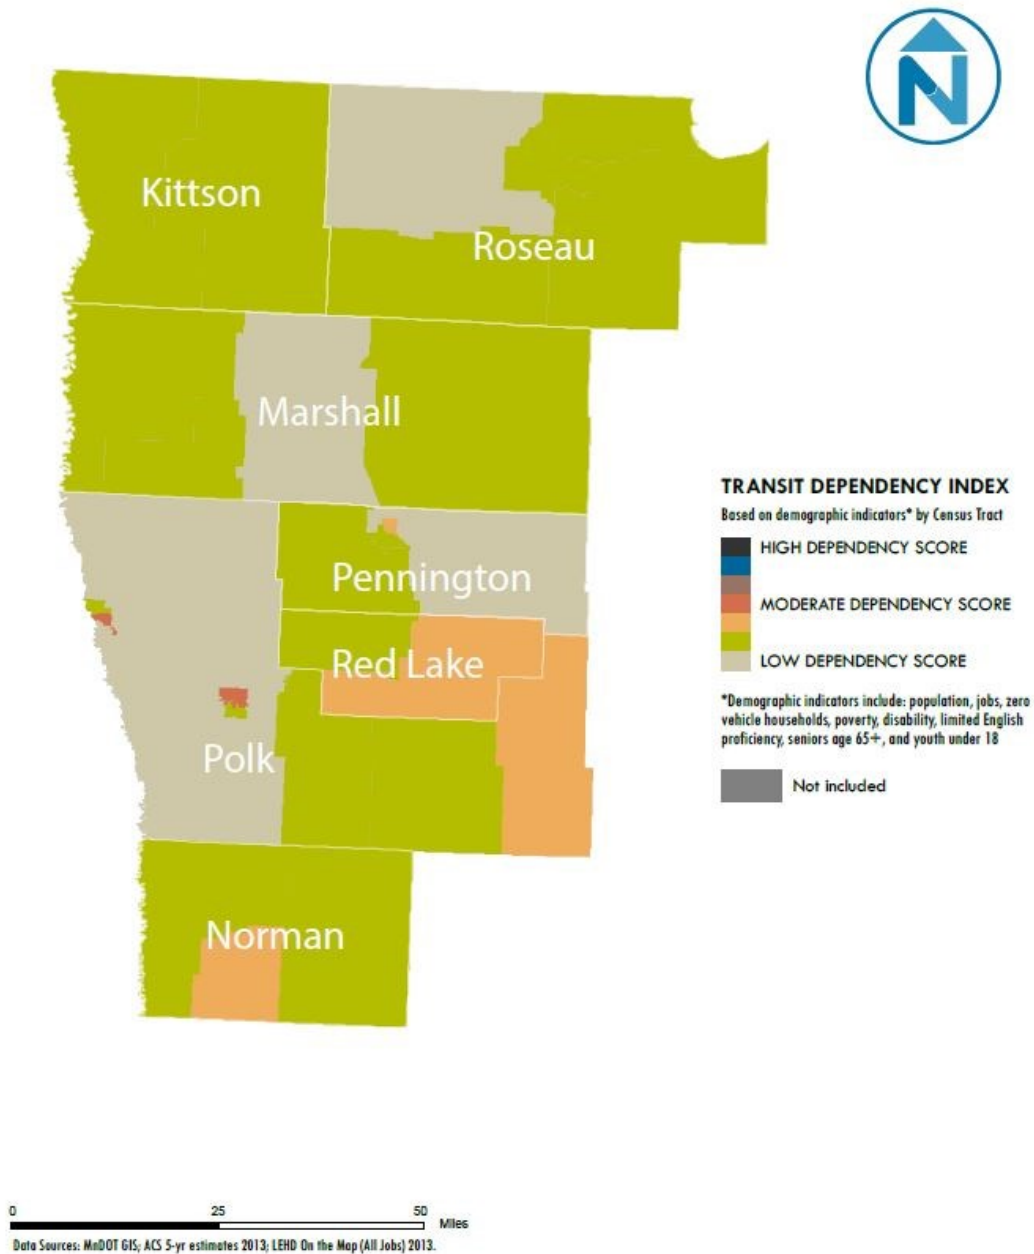 N
Kittson
Roseau
Marshall
TRANSIT DEPENDENCY INDEX
Based on demographic indicators* by Census Tract
HIGH DEPENDENCY SCORE
MODERATE DEPENDENCY SCORE
LOW DEPENDENCY SCORE
*Demographic indicators include: population, jobs, zero
vehicle households, poverty, disability, limited English
proficiency, seniors age 65+, and youth under 18
Not included
Pennington
Red Lake
Polk
Norman
0 25 50 Miles
Data Sources: MnDOT GIS; ACS 5-yr estimates 2013; LEHD On the Map (All Jobs) 2013.